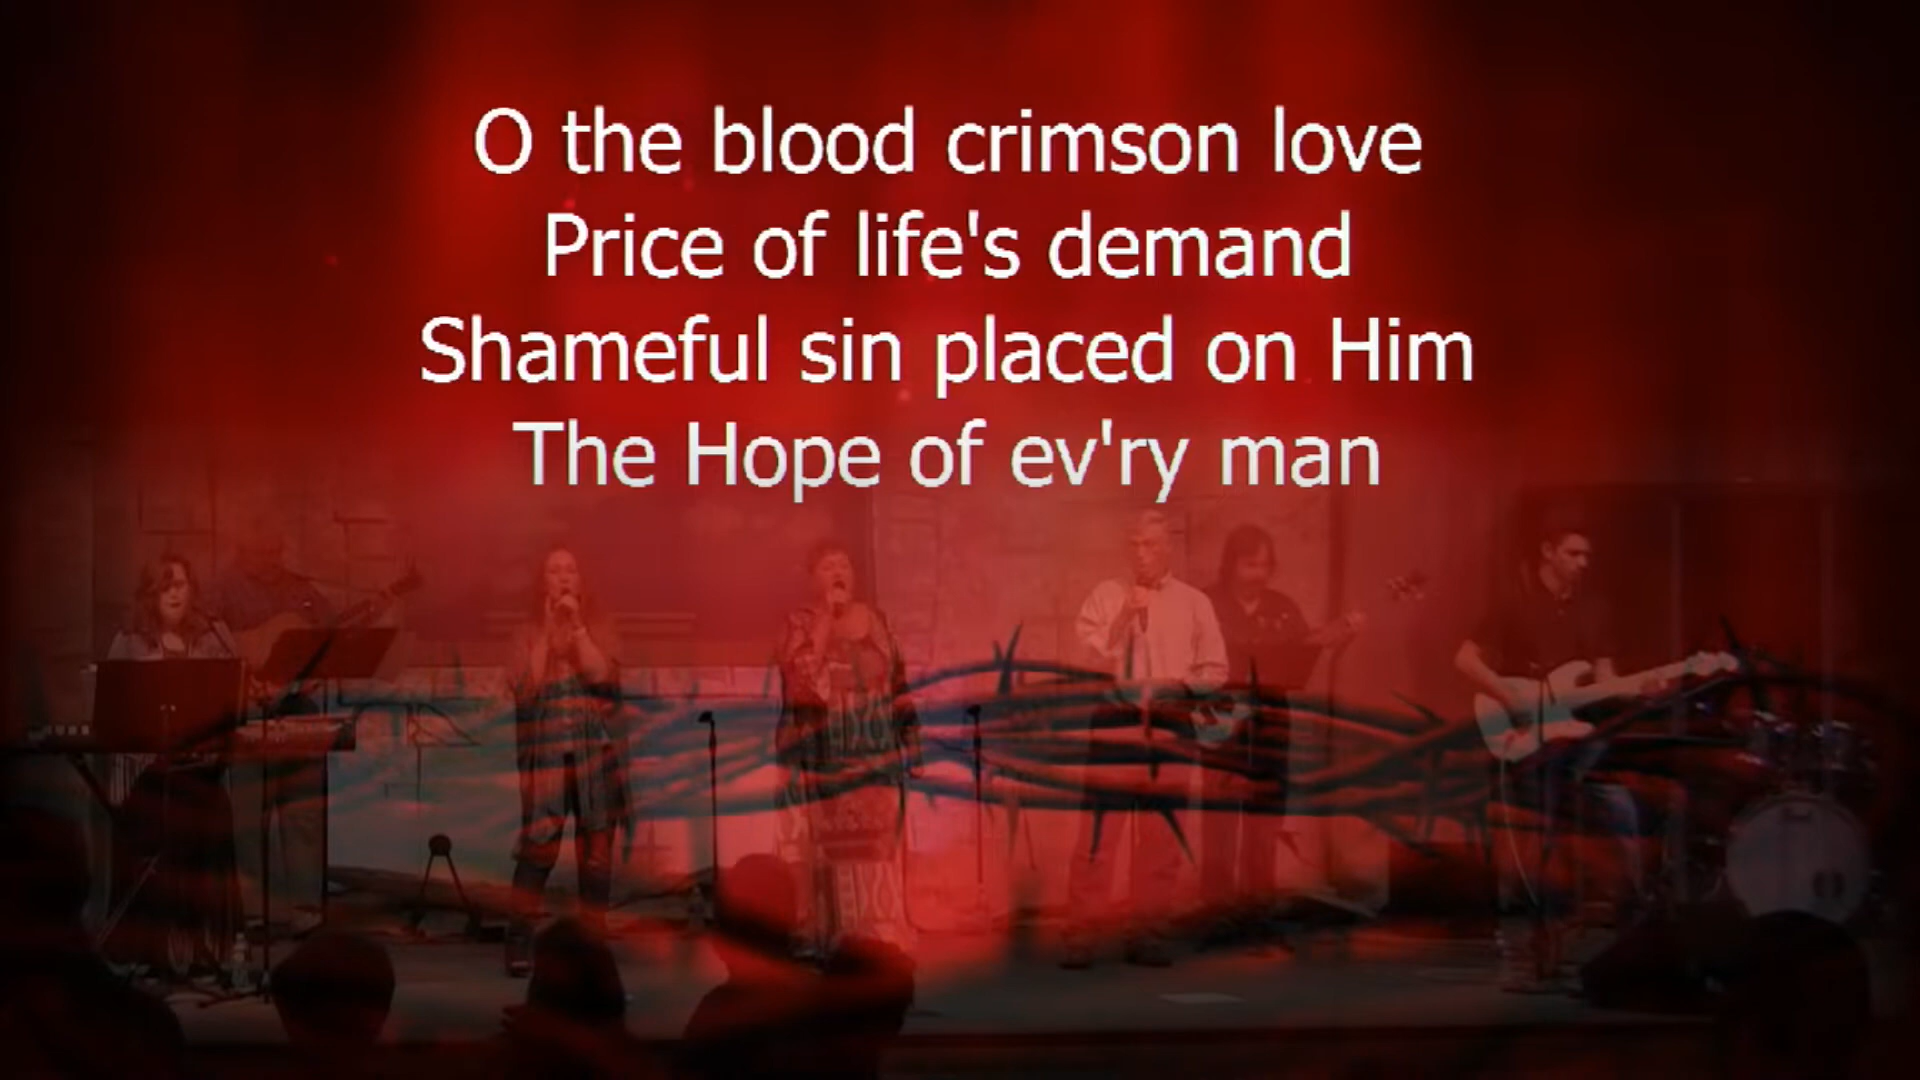 O the blood crimson love
Price of life's demand
Shameful sin placed on Him
The Hope of ev'ry man